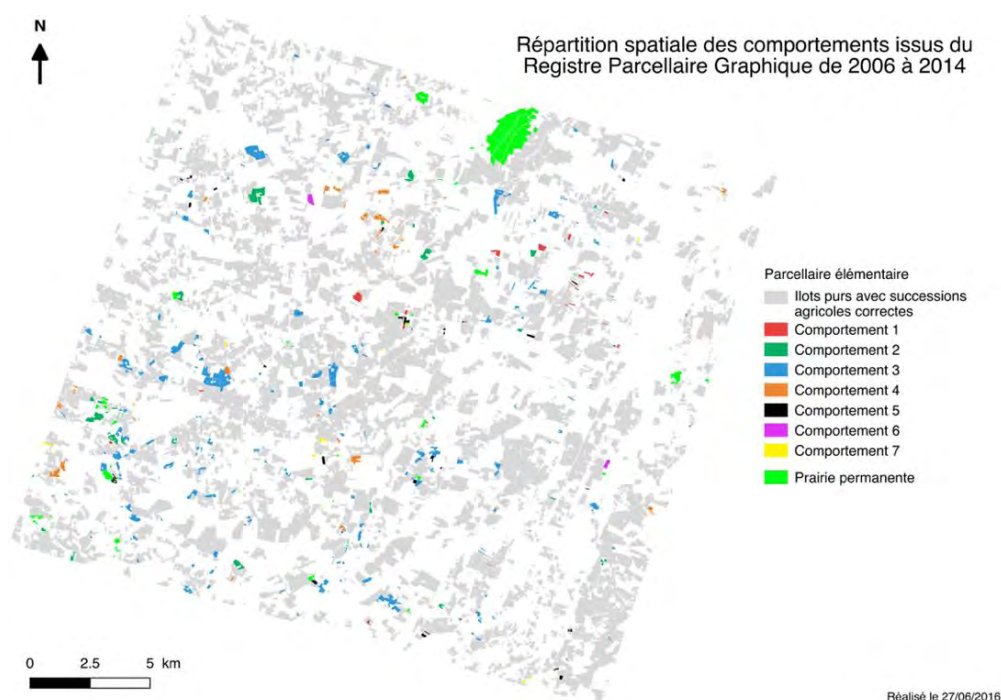 N
Répartition spatiale des comportements issus du
Registre Parcellaire Graphique de 2006 à 2014
Parcellaire élémentaire
Ilots purs avec successions
agricoles correctes
Comportement 1
Comportement 2
Comportement 3
Comportement 4
Comportement 5
Comportement 6
Comportement 7
Prairie permanente
0 2.5 5 km
Réalisé le 27/06/2016